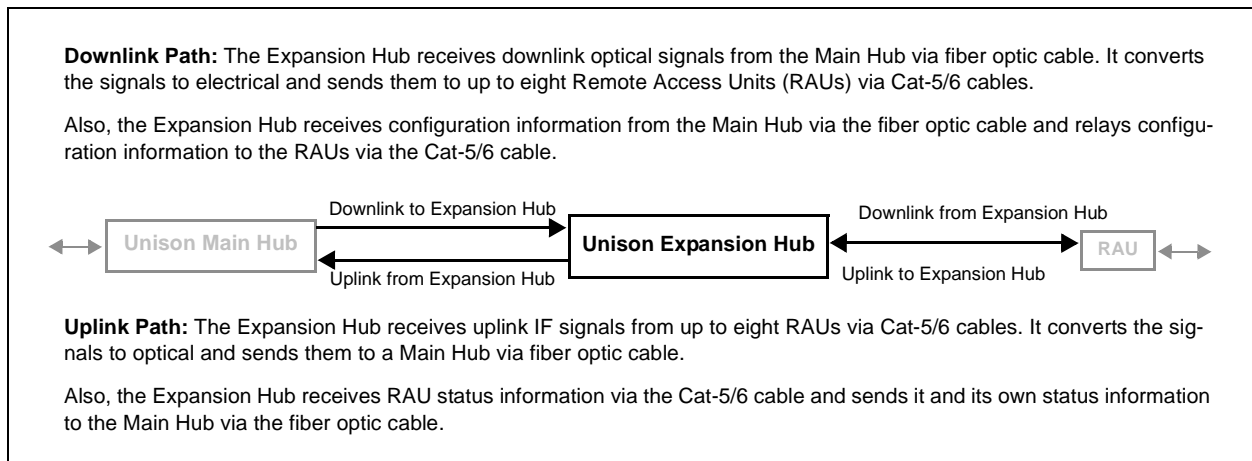 Downlink Path: The Expansion Hub receives downlink optical signals from the Main Hub via fiber optic cable. It converts
the signals to electrical and sends them to up to eight Remote Access Units (RAUs) via Cat-5/6 cables.
Also, the Expansion Hub receives configuration information from the Main Hub via the fiber optic cable and relays configu-
ration information to the RAUs via the Cat-5/6 cable.
Downlink to Expansion Hub
Downlink from Expansion Hub
Unison Main Hub
Unison Expansion Hub
RAU
Uplink from Expansion Hub
Uplink to Expansion Hub
Uplink Path: The Expansion Hub receives uplink IF signals from up to eight RAUs via Cat-5/6 cables. It converts the sig-
nals to optical and sends them to a Main Hub via fiber optic cable.
Also, the Expansion Hub receives RAU status information via the Cat-5/6 cable and sends it and its own status information
to the Main Hub via the fiber optic cable.